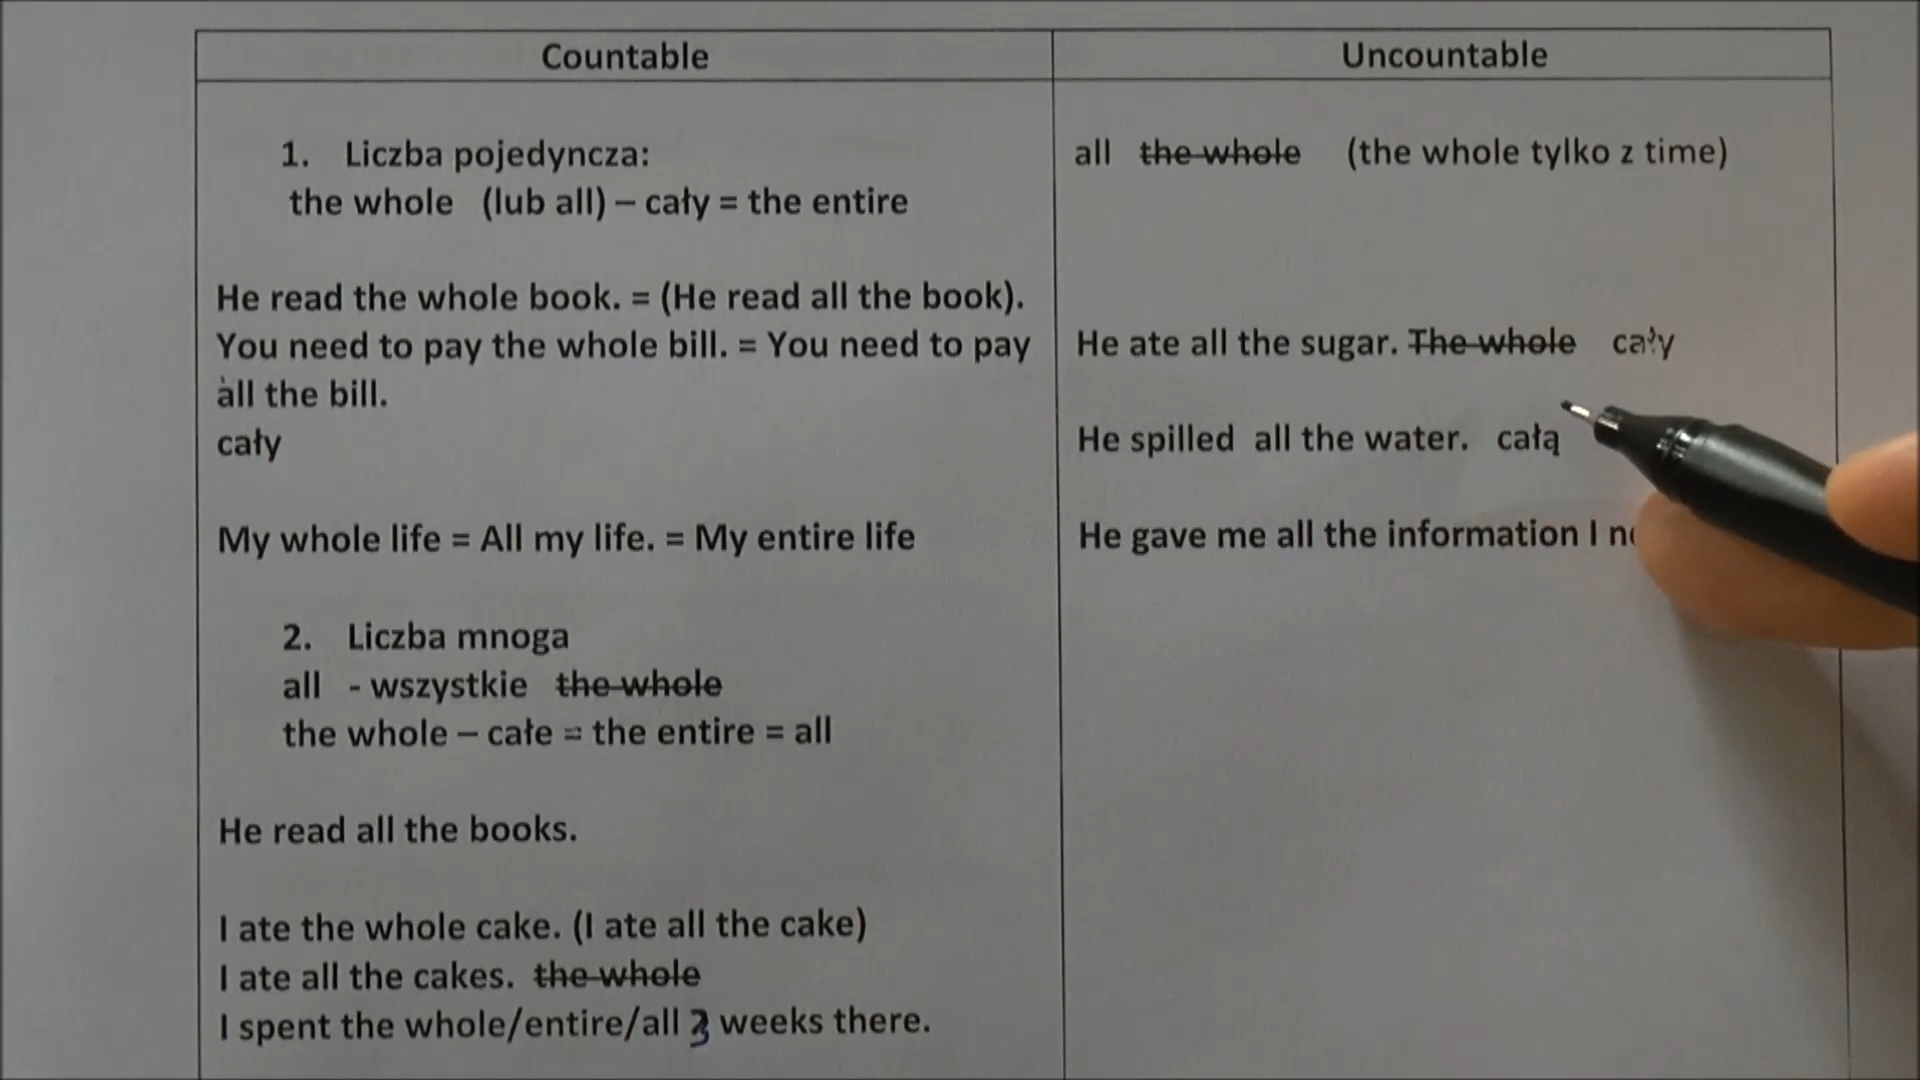 Countable
1. Liczba pojedyncza:
the whole (lub all) – cały = the entire
He read the whole book. = (He read all the book).
You need to pay the whole bill. = You need to pay
all the bill.
cały
My whole life = All my life. = My entire life
2. Liczba mnoga
all - wszystkie the whole
the whole – całe = the entire = all
He read all the books.
I ate the whole cake. (I ate all the cake)
I ate all the cakes. the whole
I spent the whole/entire/all 3 weeks there.
Uncountable
all the whole (the whole tylko z time)
He ate all the sugar. The whole cały
He spilled all the water. całą
He gave me all the information I